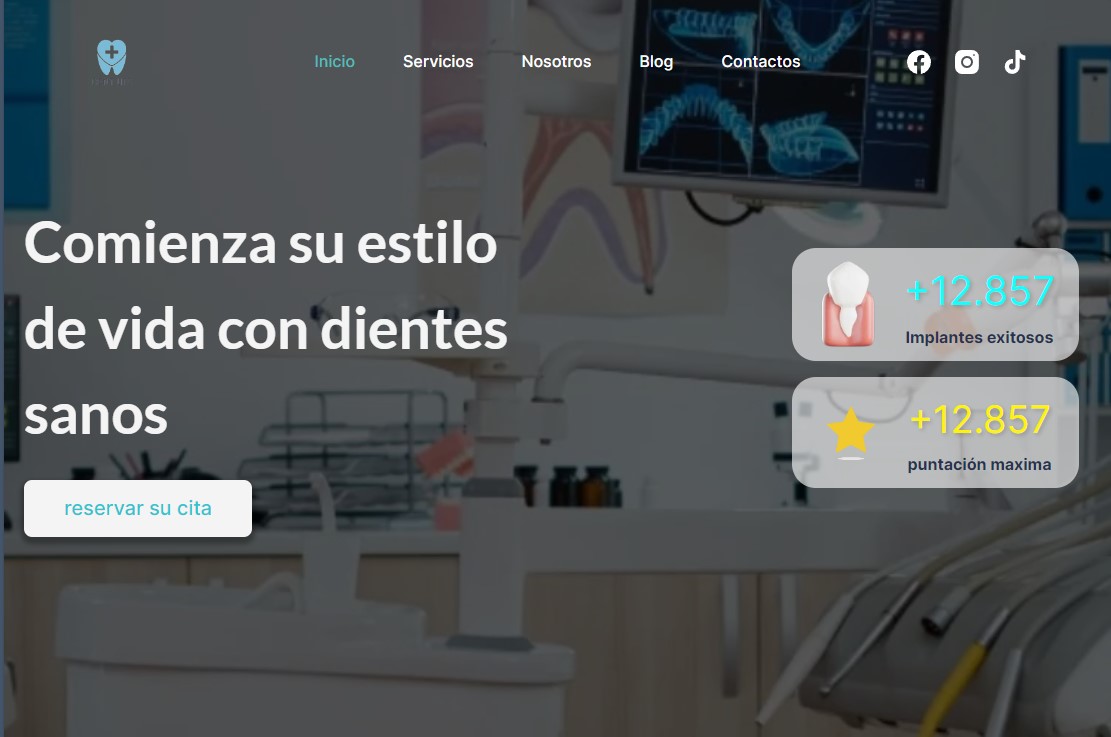 Inicio
Servicios
Nosotros
Blog
Contactos
Comienza su estilo
de vida con dientes
sanos
reservar su cita
+12.857
Implantes exitosos
+12.857
puntación maxima